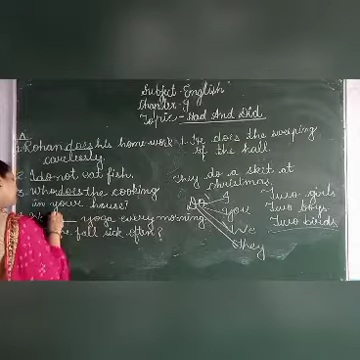 Subject - English
Chapter - 9
Topic - Had And Did
A.
1. Rohan does his home work
carelessly.
2. I do not eat fish.
3. Who does the cooking
in your house?
yoga every morning
fall sick often?
1. He does the sweeping
of the hall.
They do a skit at
christmas.
Do
I
You
We
They
Two girls
Two boys
Two birds